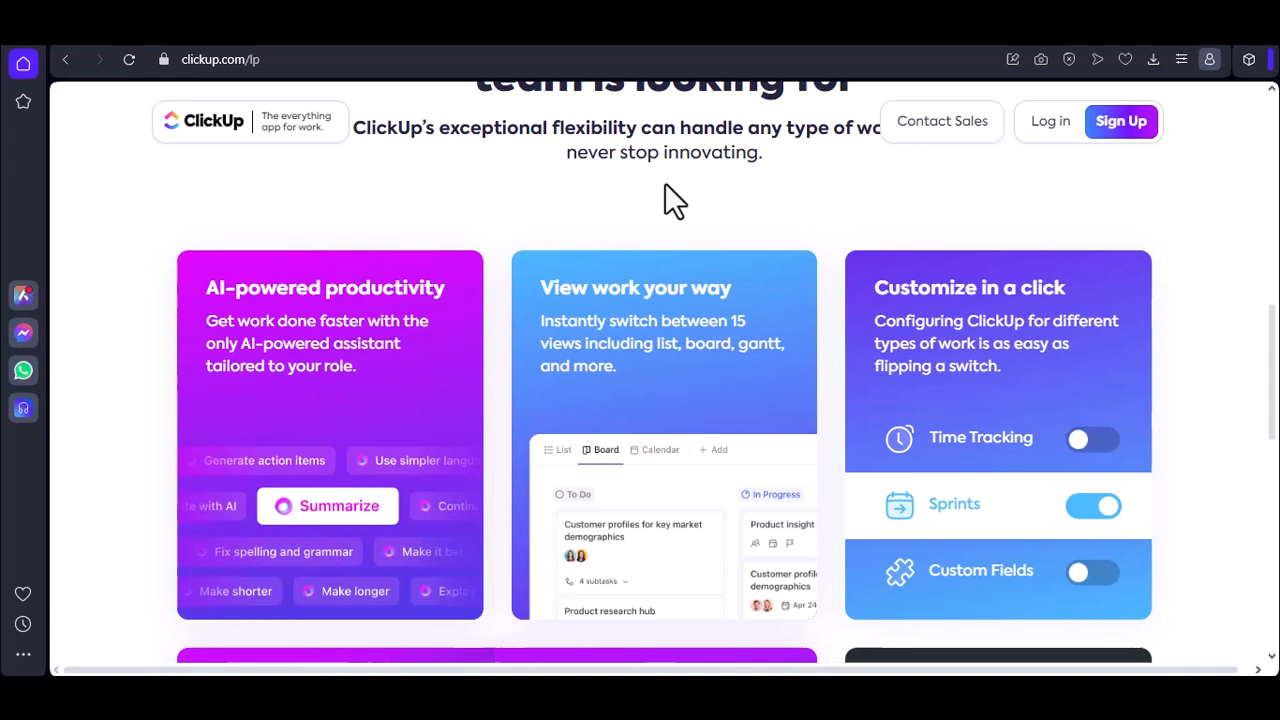 clickup.com/lp
team is looking for
ClickUp
The everything
app for work.
ClickUp's exceptional flexibility can handle any type of
never stop innovating.
Contact Sales
Log in
Sign Up
AI-powered productivity
Get work done faster with the
only AI-powered assistant
tailored to your role.
Generate action items
Use simpler
with AI
Summarize
Fix spelling and grammar
Make it
Make shorter
Make longer
View work your way
Instantly switch between 15
views including list, board, gantt,
and more.
List
Board
Calendar
+ Add
To Do
In Progress
Customer profiles for key market
demographics
4 subtasks
Product research hub
Product insight
Customer
demographics
Apr 24
Customize in a click
Configuring ClickUp for different
types of work is as easy as
flipping a switch.
Time Tracking
Sprints
Custom Fields